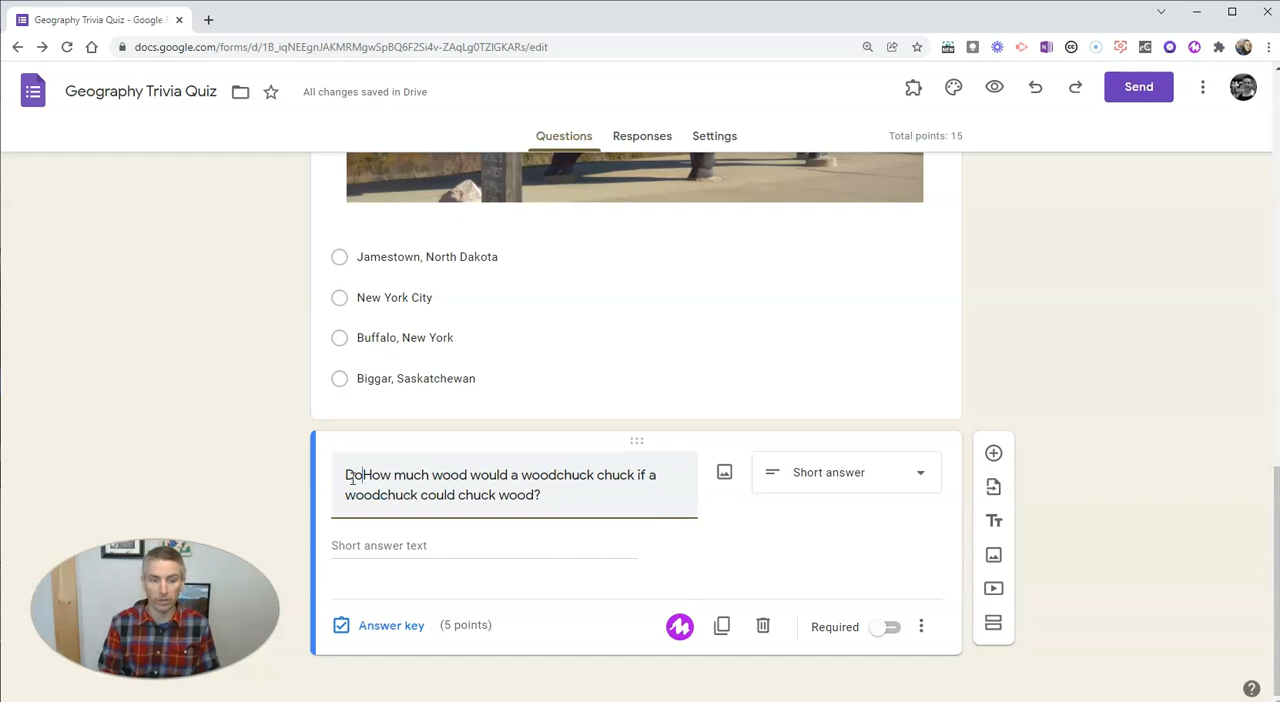 Geography Trivia Quiz - Google F
docs.google.com/forms/d/1B_iqNEEgnJAKMRMgwSpBQ6F2Si4v-ZAqLg0TZlGKARs/edit
Geography Trivia Quiz
All changes saved in Drive
Send
Questions
Responses
Settings
Total points: 15
Jamestown, North Dakota
New York City
Buffalo, New York
Biggar, Saskatchewan
DoHow much wood would a woodchuck chuck if a
woodchuck could chuck wood?
Short answer
Short answer text
Answer key
(5 points)
Required